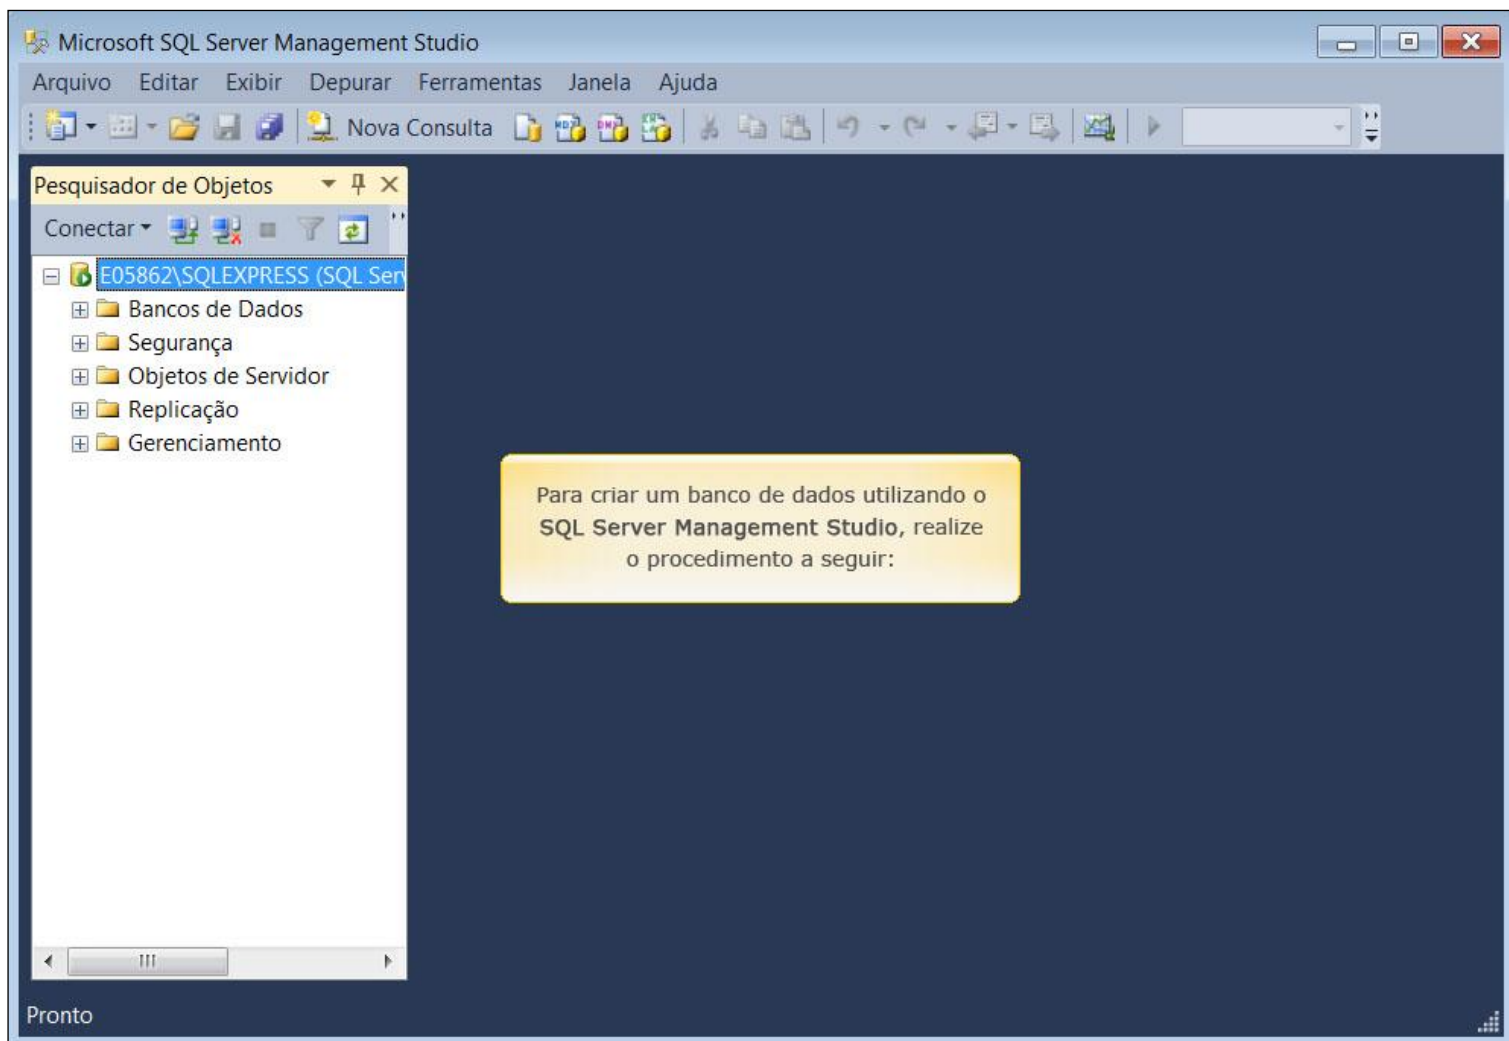 Microsoft SQL Server Management Studio
Arquivo Editar Exibir Depurar Ferramentas Janela Ajuda
Nova Consulta
Pesquisador de Objetos
Conectar
E05862\SQLEXPRESS (SQL Serv
Bancos de Dados
Segurança
Objetos de Servidor
Replicação
Gerenciamento
Para criar um banco de dados utilizando o
SQL Server Management Studio, realize
o procedimento a seguir:
Pronto